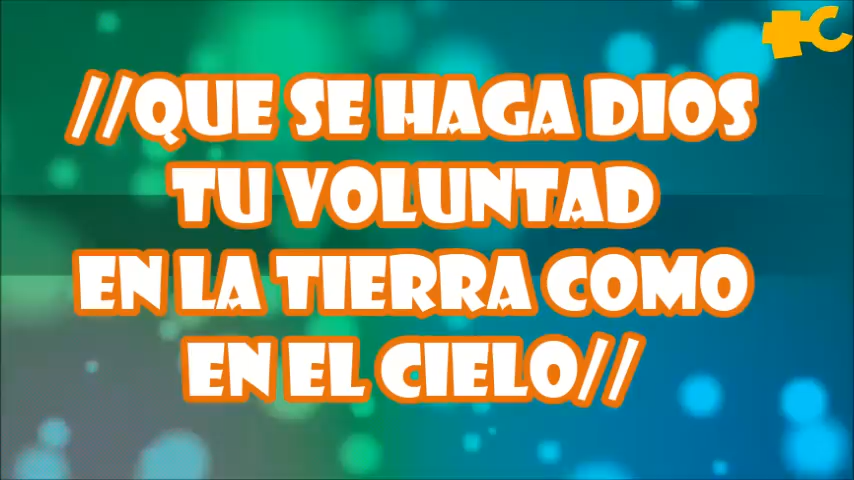 //QUE SE HAGA DIOS
TU VOLUNTAD
EN LA TIERRA COMO
EN EL CIELO//